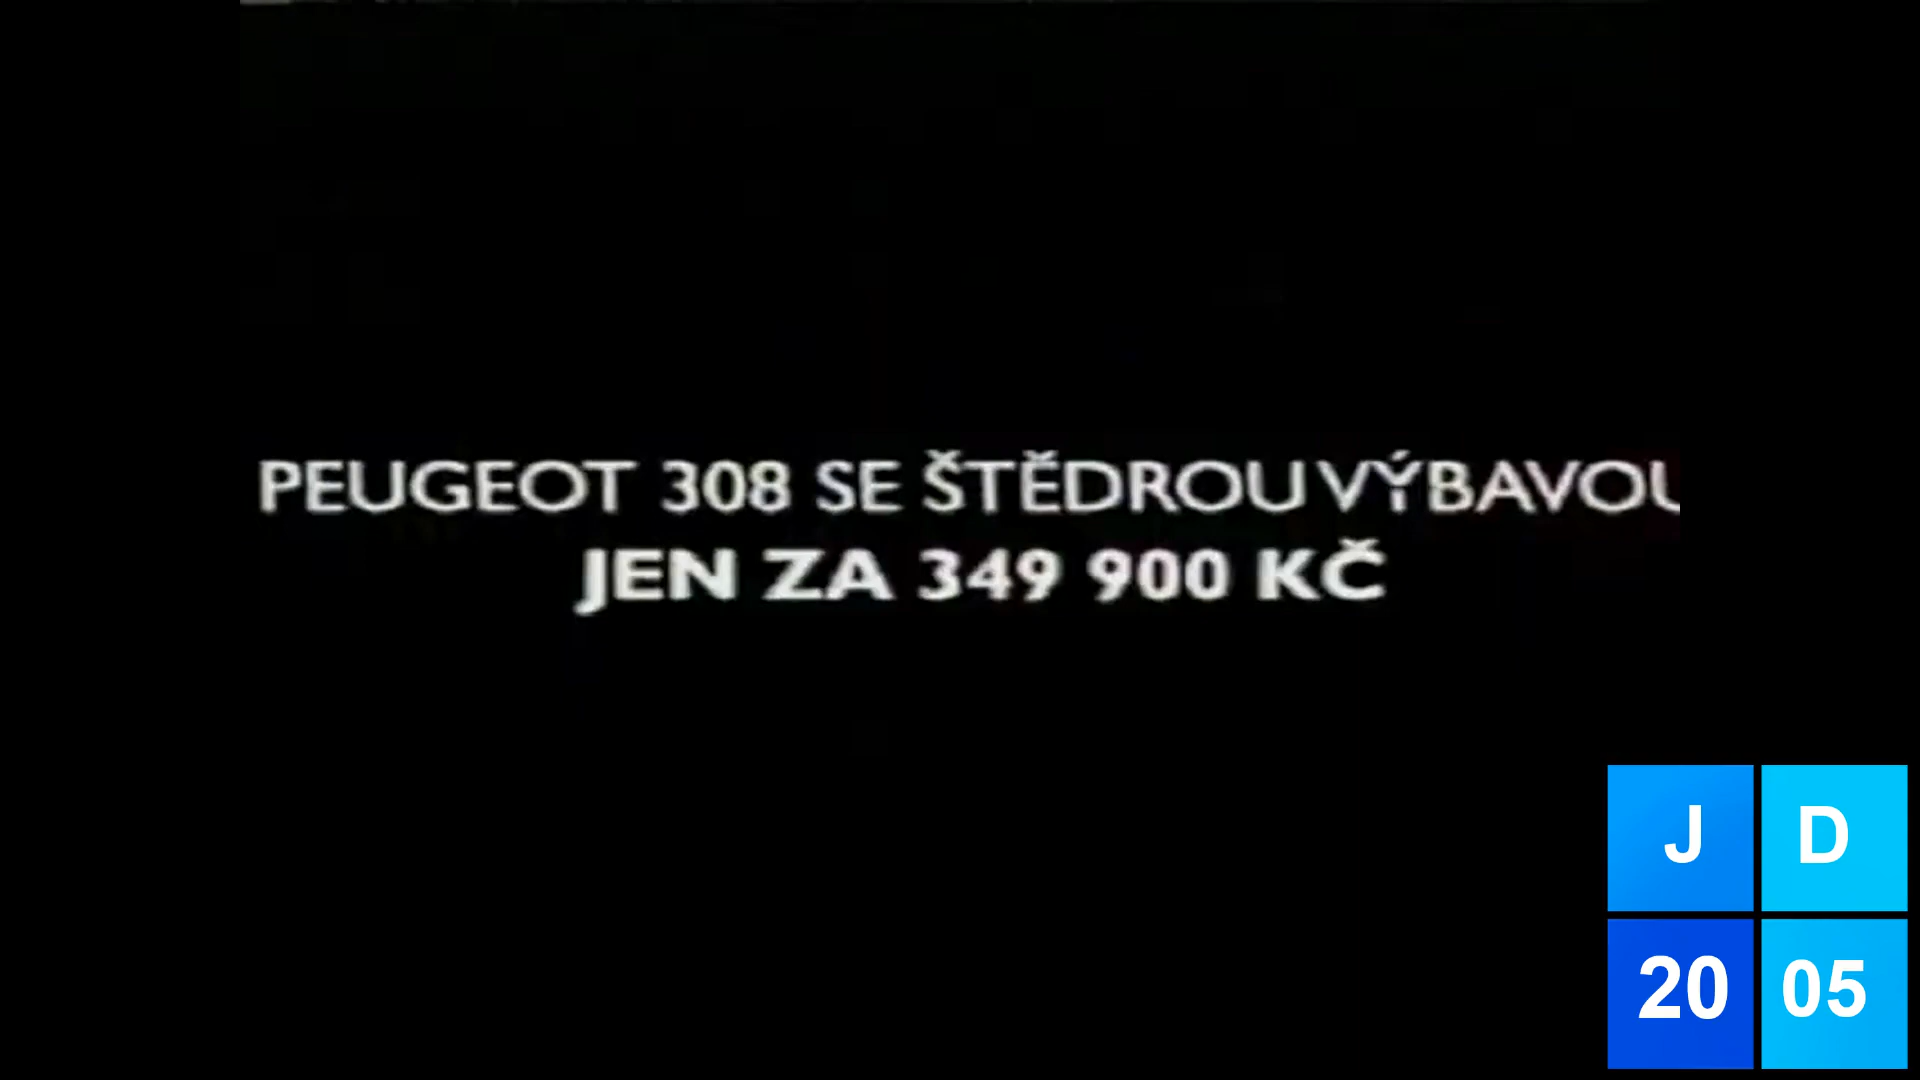 PEUGEOT 308 SE ŠTĚDROU VÝBAVOU
JEN ZA 349 900 KČ
J D
20 05